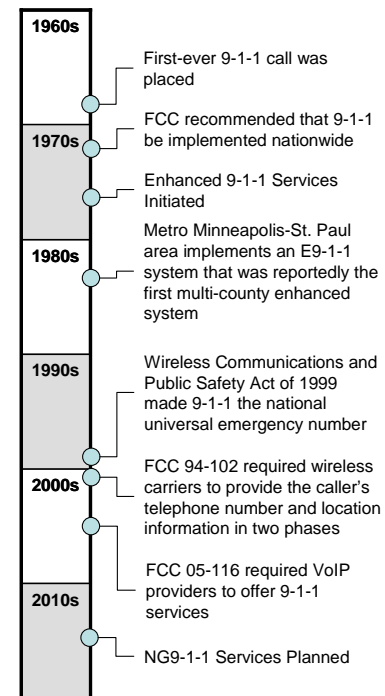 1960s
First-ever 9-1-1 call was
placed
FCC recommended that 9-1-1
be implemented nationwide
1970s
Enhanced 9-1-1 Services
Initiated
Metro Minneapolis-St. Paul
area implements an E9-1-1
system that was reportedly the
first multi-county enhanced
system
1980s
Wireless Communications and
Public Safety Act of 1999
made 9-1-1 the national
universal emergency number
1990s
FCC 94-102 required wireless
carriers to provide the caller's
telephone number and location
information in two phases
2000s
FCC 05-116 required VoIP
providers to offer 9-1-1
services
2010s
NG9-1-1 Services Planned